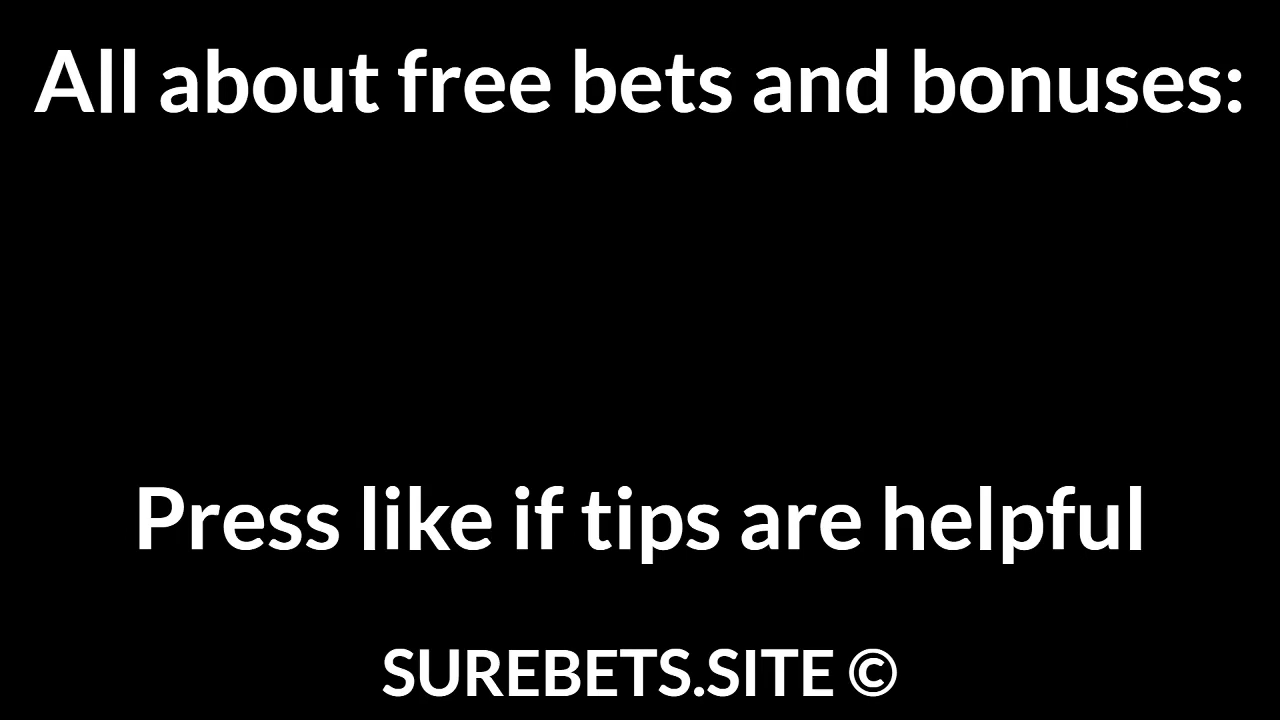 All about free bets and bonuses:
Press like if tips are helpful
SUREBETS.SITE ©